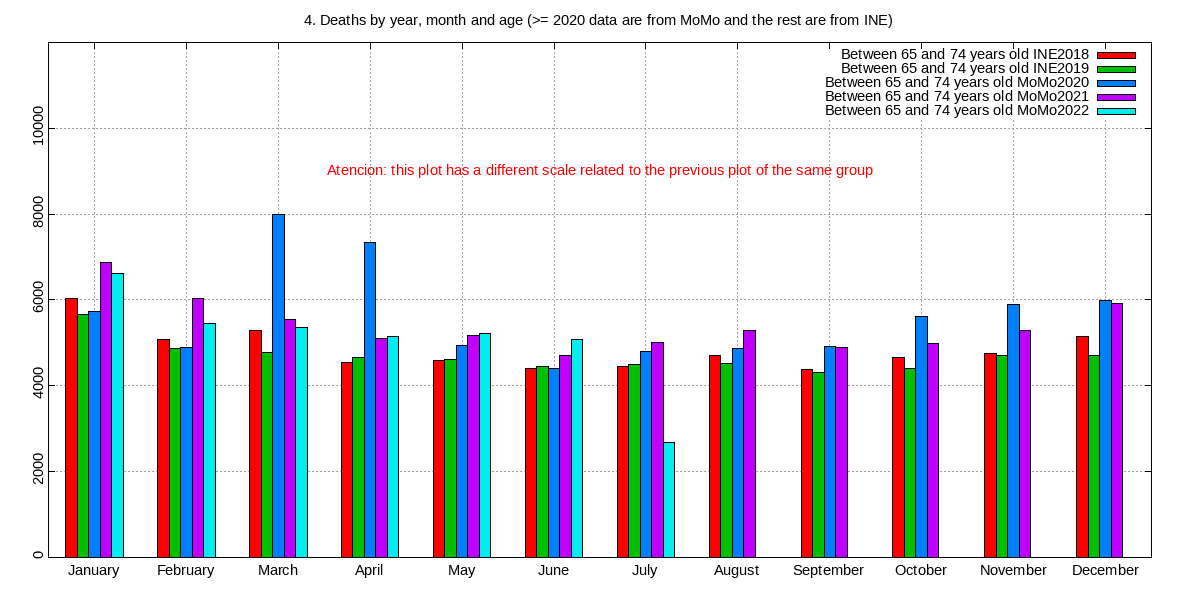 4. Deaths by year, month and age (>= 2020 data are from MoMo and the rest are from INE)
Between 65 and 74 years old INE2018
Between 65 and 74 years old INE2019
Between 65 and 74 years old MoMo2020
Between 65 and 74 years old MoMo2021
Between 65 and 74 years old MoMo2022
Atencion: this plot has a different scale related to the previous plot of the same group
10000
8000
6000
4000
2000
0
January February March April May June July August September October November December